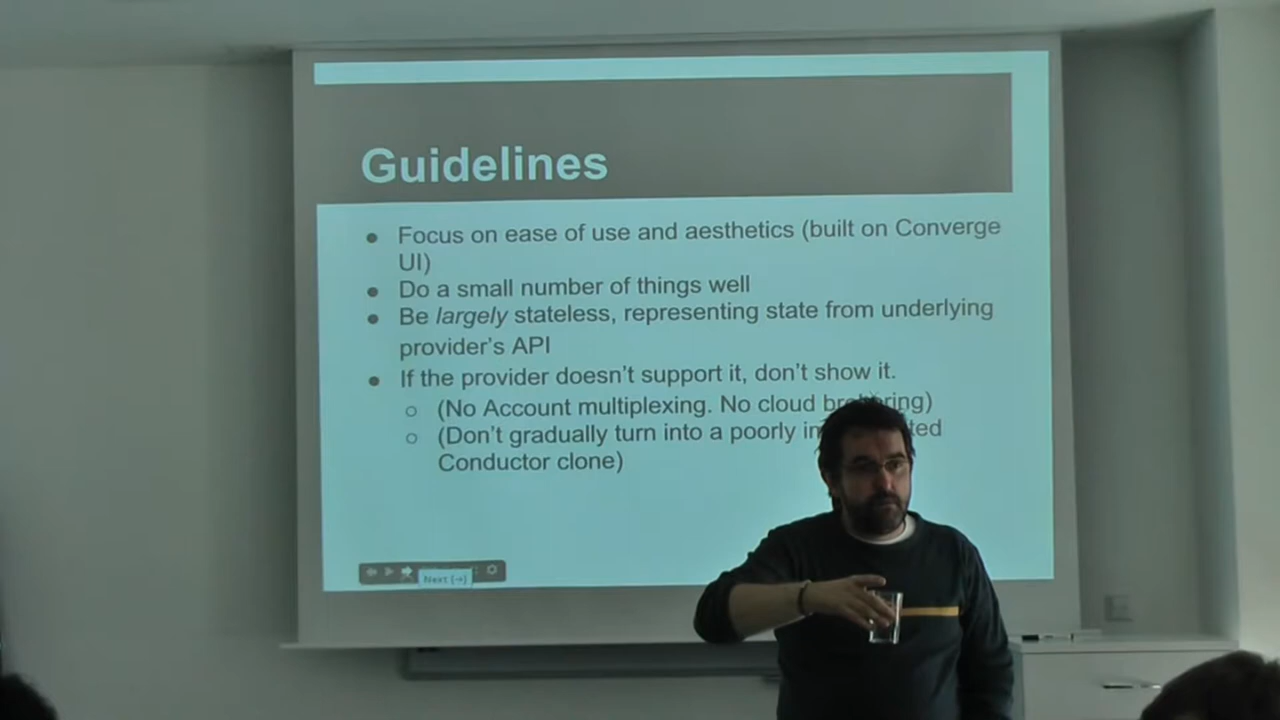 Guidelines
● Focus on ease of use and aesthetics (built on Converge
UI)
● Do a small number of things well
● Be largely stateless, representing state from underlying
provider's API
● If the provider doesn't support it, don't show it.
○ (No Account multiplexing. No cloud brokering)
○ (Don't gradually turn into a poorly
Conductor clone)
Next (→)